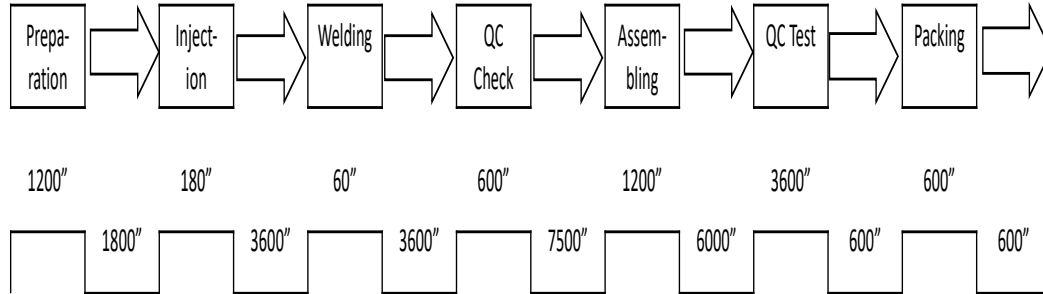 Prepa-
ration
Inject-
ion
Welding
QC
Check
Assem-
bling
QC Test
Packing
1200” 180” 60” 600” 1200” 3600” 600”
1800” 3600” 3600” 7500” 6000” 600” 600”